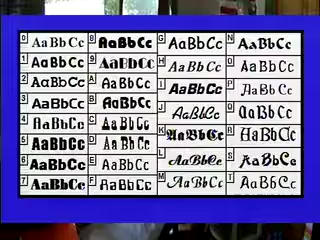 0 AaBbCc 8 AaBbCc G AaBbCc N AaBbCc
1 AaBbCc 9 AaBbCc H AaBbCc O AaBbCc
2 AaBbCc A AaBbCc I AaBbCc P AaBbCc
3 AaBbCc B AaBbCc J AaBbCc Q AaBbCc
4 AaBbCc C AaBbCc K AaBbCc R AaBbCc
5 AaBbCc D AaBbCc L AaBbCc S AaBbCc
6 AaBbCc E AaBbCc M AaBbCc T AaBbCc
7 AaBbCc F AaBbCc